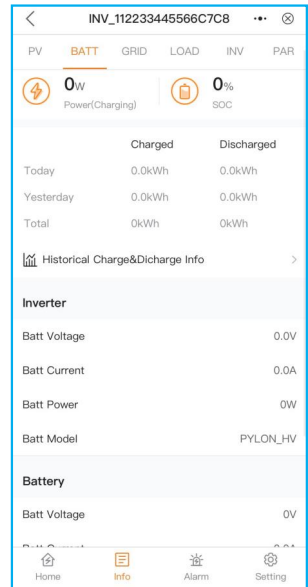 INV_112233445566C7C8
PV BATT GRID LOAD INV PAR
0W
Power(Charging)
0%
SOC
Charged Discharged
Today 0.0kWh 0.0kWh
Yesterday 0.0kWh 0.0kWh
Total 0kWh 0kWh
Historical Charge&Dicharge Info
Inverter
Batt Voltage 0.0V
Batt Current 0.0A
Batt Power 0W
Batt Model PYLON_HV
Battery
Batt Voltage 0V
Home Info Alarm Setting